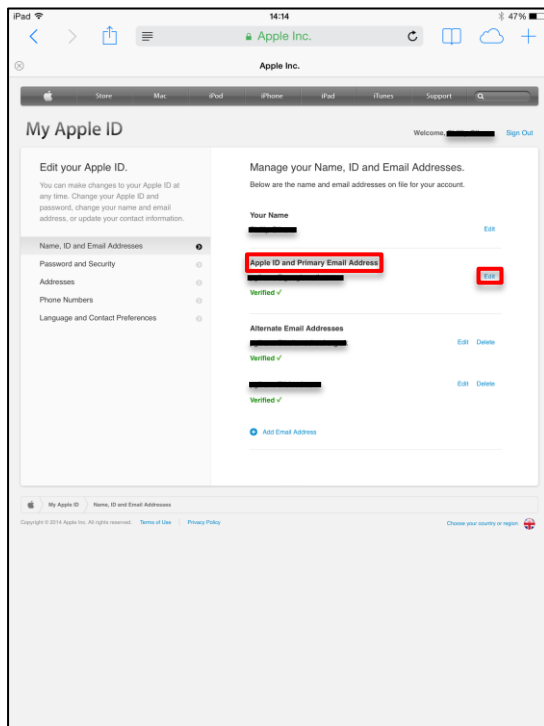 iPad 14:14 47%
Apple Inc.
Apple Inc.
Store Mac iPod iPhone iPad iTunes Support
My Apple ID
Welcome, Sign Out
Edit your Apple ID.
You can make changes to your Apple ID at
any time. Change your Apple ID and
password, change your name and email
address, or update your contact information.
Name, ID and Email Addresses
Password and Security
Addresses
Phone Numbers
Language and Contact Preferences
Manage your Name, ID and Email Addresses.
Below are the name and email addresses on file for your account.
Your Name
Edit
Apple ID and Primary Email Address
Edit
Verified ✓
Alternate Email Addresses
Edit Delete
Verified ✓
Edit Delete
Verified ✓
Add Email Address
My Apple ID Name, ID and Email Addresses
Copyright © 2014 Apple Inc. All rights reserved. Terms of Use | Privacy Policy
Choose your country or region